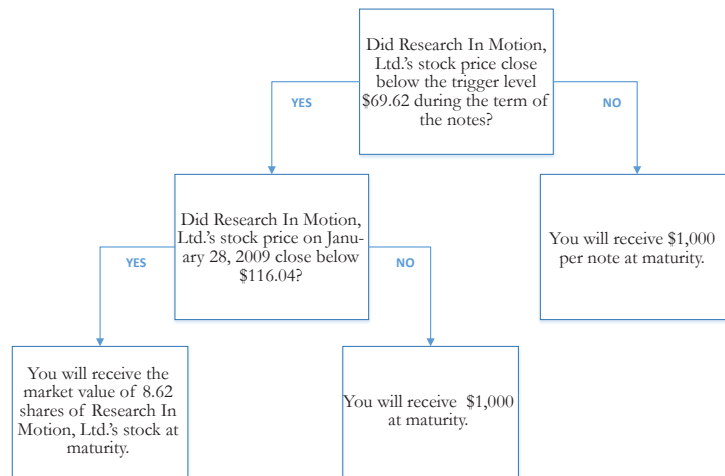 Did Research In Motion,
Ltd.'s stock price close
below the trigger level
$69.62 during the term of
the notes?
YES
NO
Did Research In Motion,
Ltd.'s stock price on Janu-
ary 28, 2009 close below
$116.04?
You will receive $1,000
per note at maturity.
YES
NO
You will receive the
market value of 8.62
shares of Research In
Motion, Ltd.'s stock at
maturity.
You will receive $1,000
at maturity.